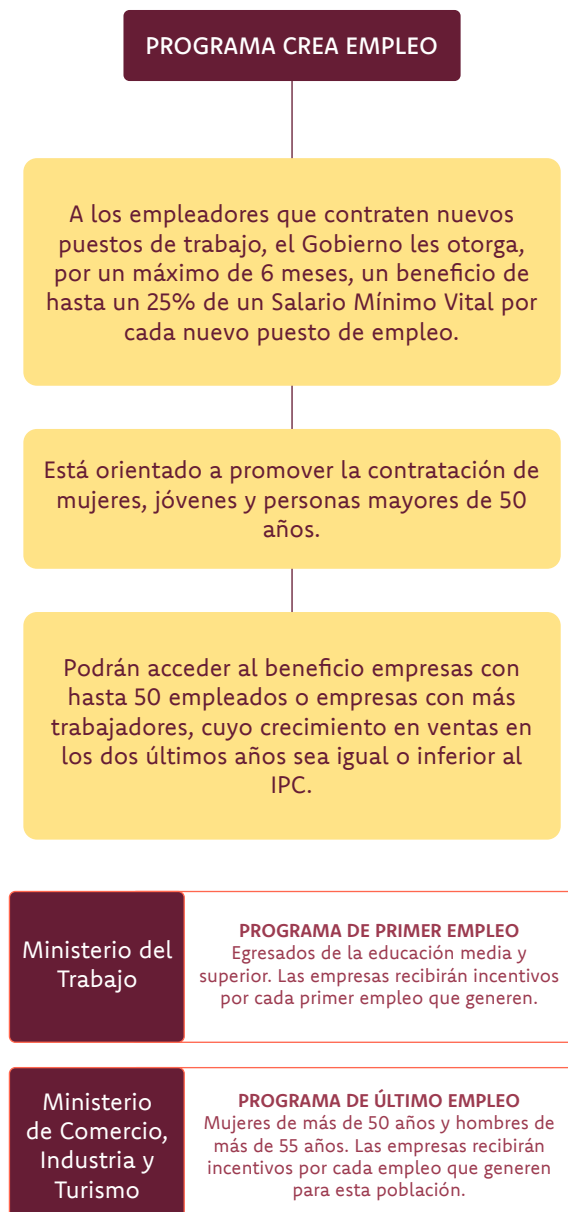 PROGRAMA CREA EMPLEO
A los empleadores que contraten nuevos
puestos de trabajo, el Gobierno les otorga,
por un máximo de 6 meses, un beneficio de
hasta un 25% de un Salario Mínimo Vital por
cada nuevo puesto de empleo.
Está orientado a promover la contratación de
mujeres, jóvenes y personas mayores de 50
años.
Podrán acceder al beneficio empresas con
hasta 50 empleados o empresas con más
trabajadores, cuyo crecimiento en ventas en
los dos últimos años sea igual o inferior al
IPC.
Ministerio del
Trabajo
PROGRAMA DE PRIMER EMPLEO
Egresados de la educación media y
superior. Las empresas recibirán incentivos
por cada primer empleo que generen.
Ministerio
de Comercio,
Industria y
Turismo
PROGRAMA DE ÚLTIMO EMPLEO
Mujeres de más de 50 años y hombres de
más de 55 años. Las empresas recibirán
incentivos por cada empleo que generen
para esta población.